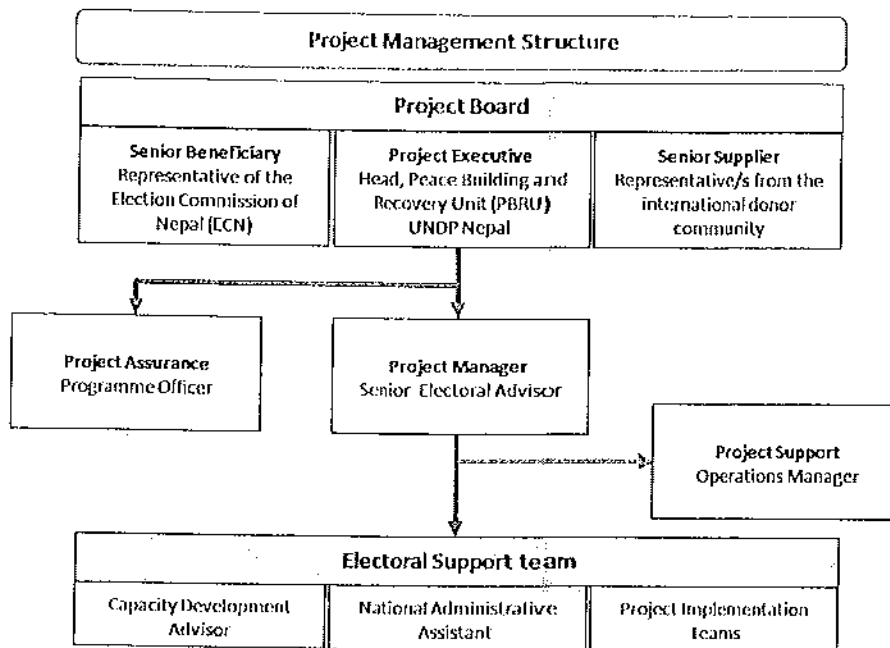 Project Management Structure
Project Board
Senior Beneficiary
Representative of the
Election Commission of
Nepal (ECN)
Project Executive
Head, Peace Building and
Recovery Unit (PBRU)
UNDP Nepal
Senior Supplier
Representative/s from the
international donor
community
Project Assurance
Programme Officer
Project Manager
Senior Electoral Advisor
Project Support
Operations Manager
Electoral Support team
Capacity Development
Advisor
National Administrative
Assistant
Project Implementation
Teams